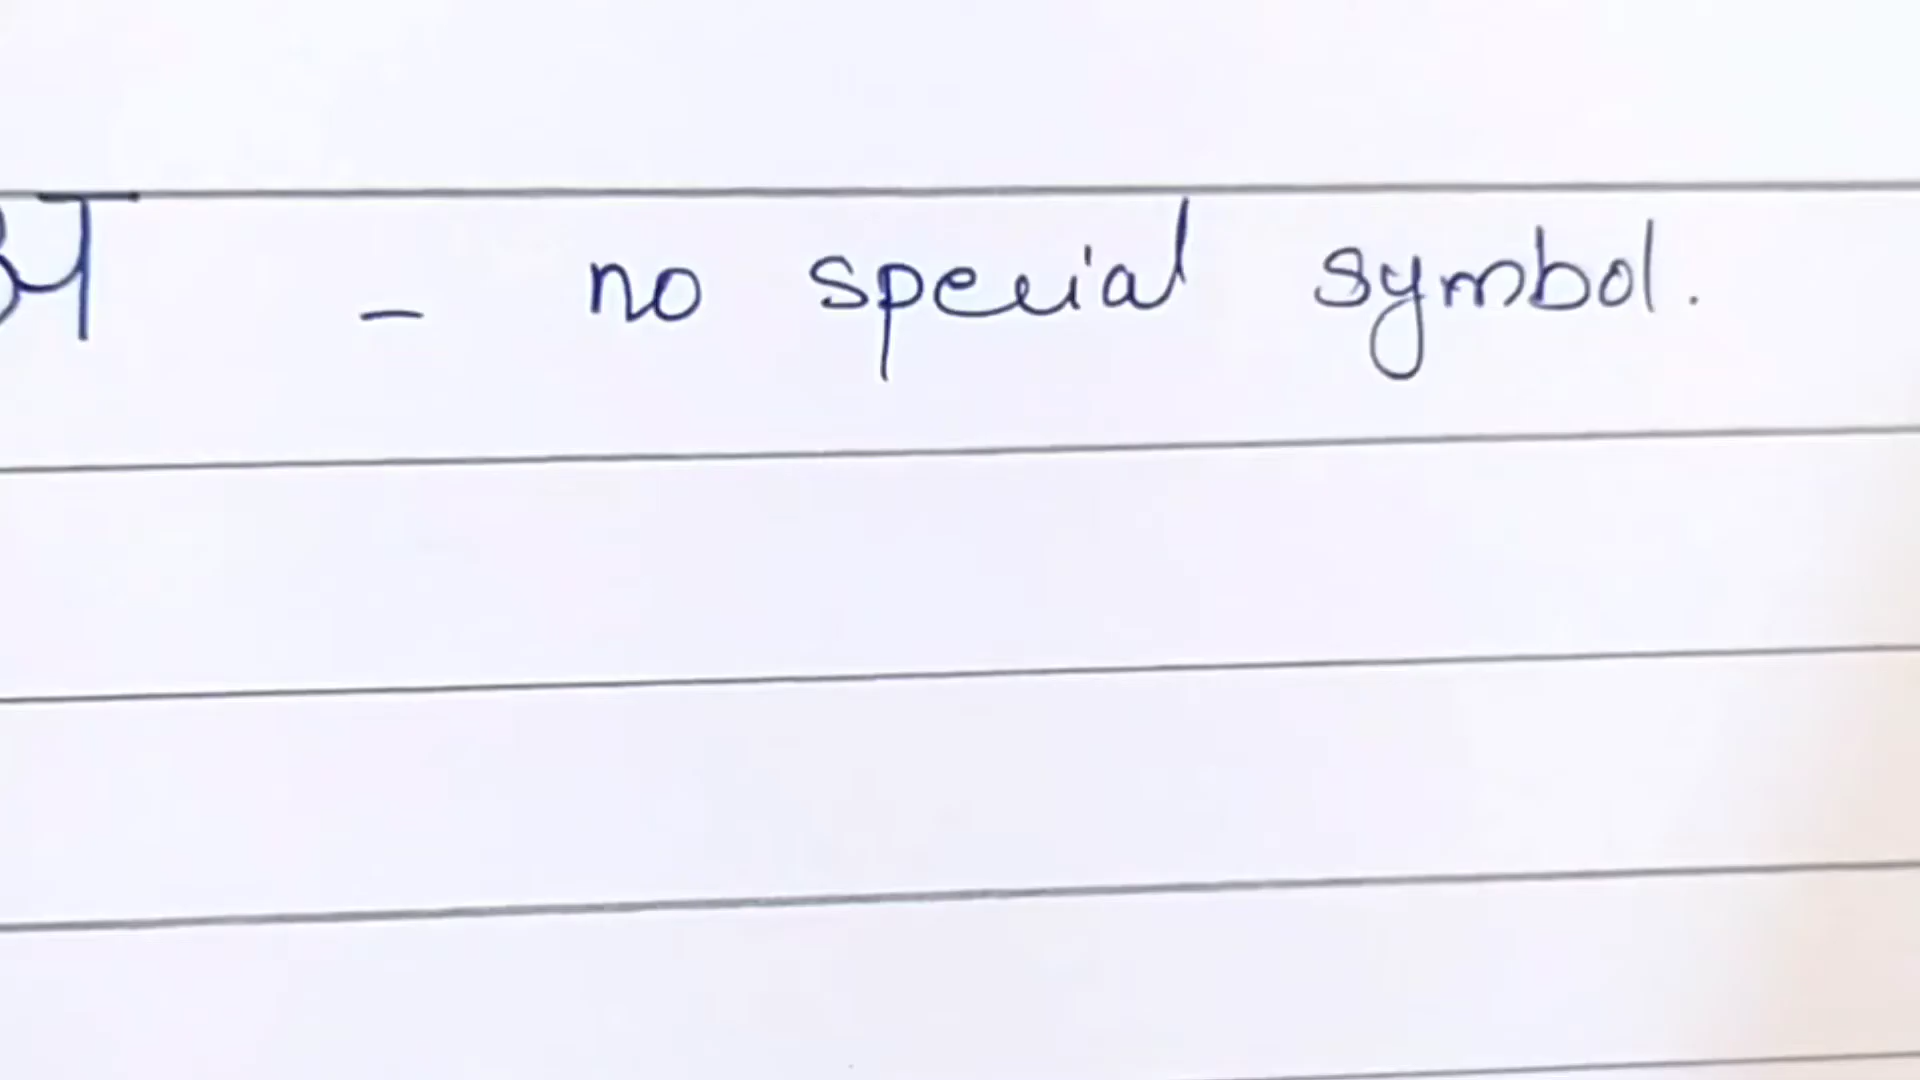 अ - no special symbol.